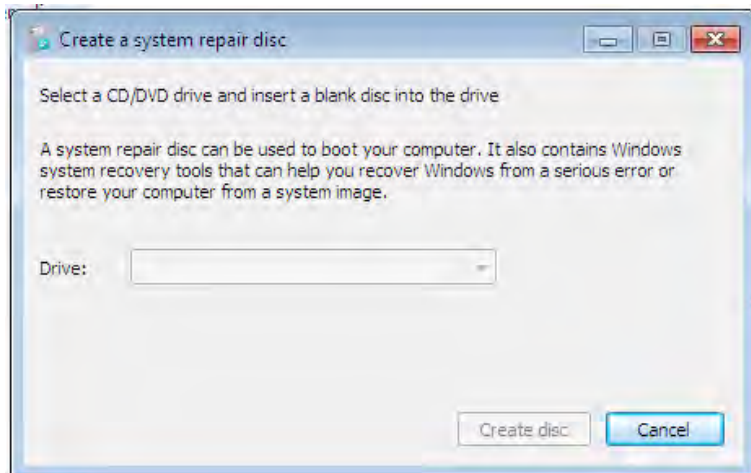 Create a system repair disc
Select a CD/DVD drive and insert a blank disc into the drive
A system repair disc can be used to boot your computer. It also contains Windows
system recovery tools that can help you recover Windows from a serious error or
restore your computer from a system image.
Drive:
Create disc
Cancel